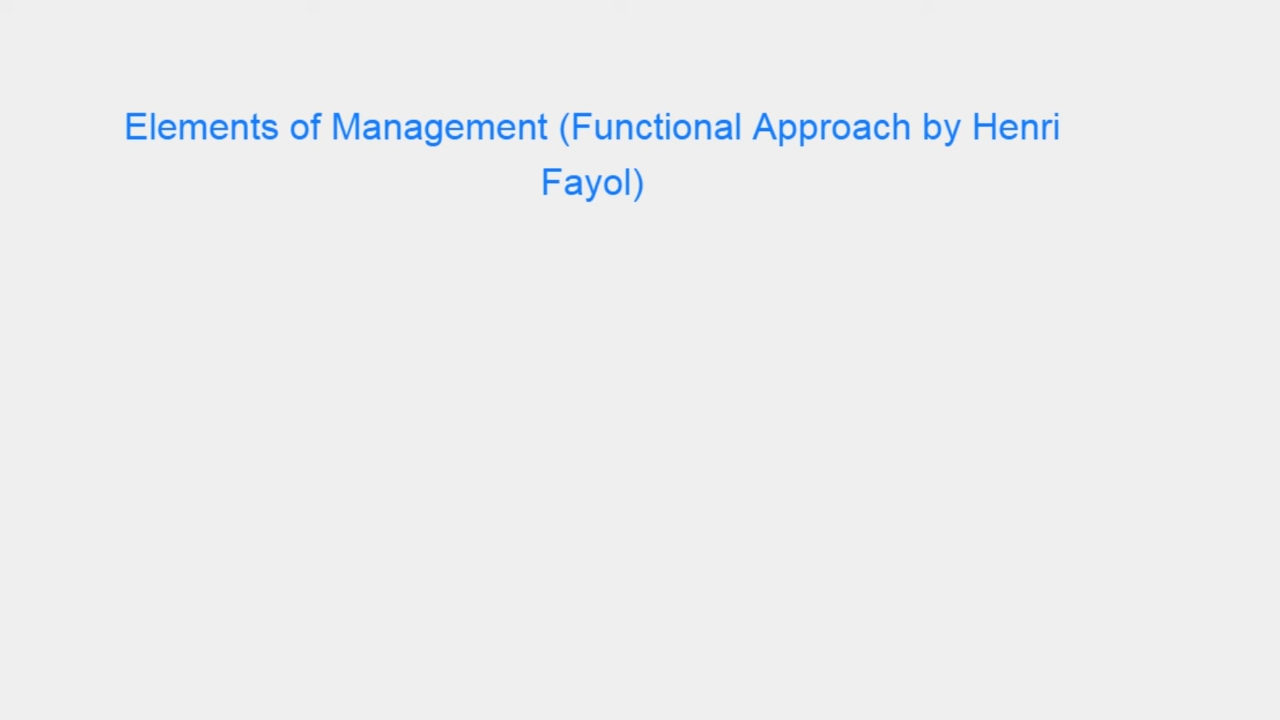 Elements of Management (Functional Approach by Henri
Fayol)